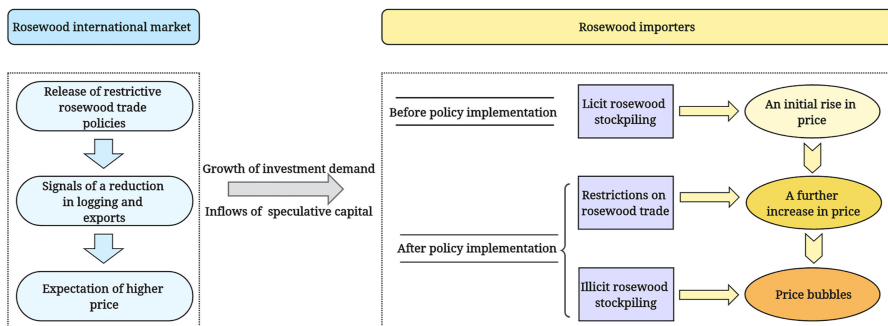 Rosewood international market
Rosewood importers
Release of restrictive
rosewood trade
policies
Signals of a reduction
in logging and
exports
Expectation of higher
price
Growth of investment demand
Inflows of speculative capital
Before policy implementation
Licit rosewood
stockpiling
An initial rise in
price
After policy implementation
Restrictions on
rosewood trade
A further
increase in price
Illicit rosewood
stockpiling
Price bubbles